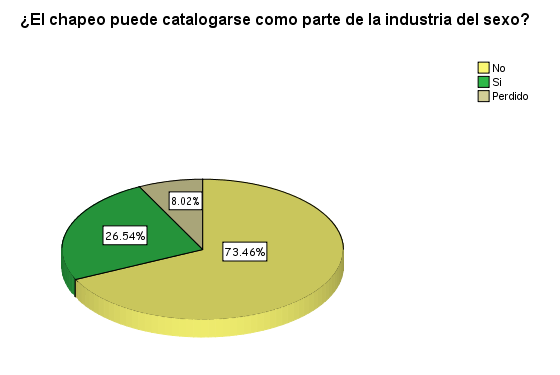 ¿El chapeo puede catalogarse como parte de la industria del sexo?
No
Si
Perdido
8.02%
26.54%
73.46%